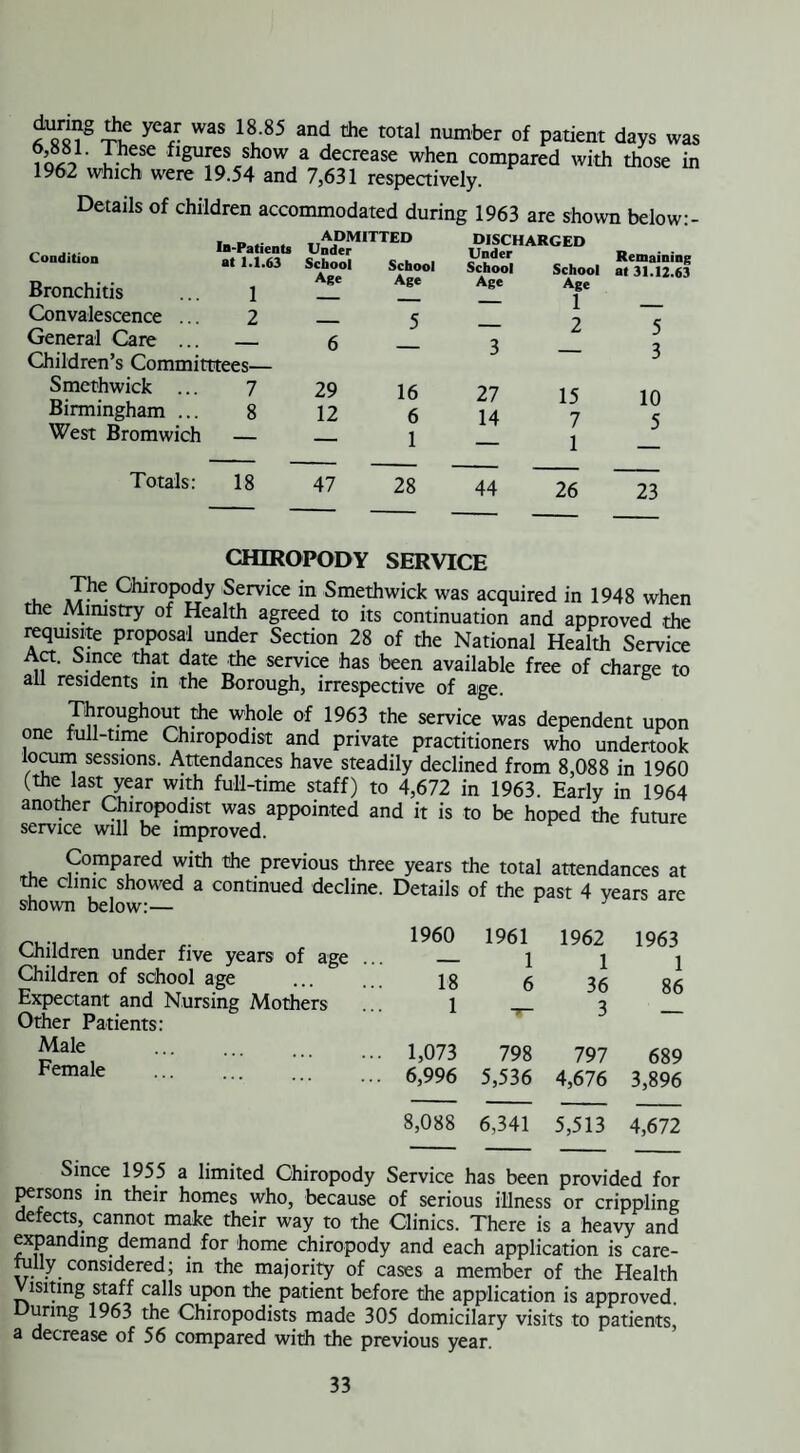 during the year was 18.85 and the total number of patient days was
6,881. These figures show a decrease when compared with those in
1962 which were 19.54 and 7,631 respectively.
Details of children accommodated during 1963 are shown below:-
ADMITTED DISCHARGED
Condition In-Patients at 1.1.63 Under School Age School Age Under School Age School Age Remaining at 31.12.63
Bronchitis ... 1 — — — 1 —
Convalescence ... 2 — 5 — 2 5
General Care ... — 6 — 3 — 3
Children's Committtees—
Smethwick ... 7 29 16 27 15 10
Birmingham ... 8 12 6 14 7 5
West Bromwich — — 1 — 1 —
Totals: 18 47 28 44 26 23
CHIROPODY SERVICE
The Chiropody Service in Smethwick was acquired in 1948 when
the Ministry of Health agreed to its continuation and approved the
requisite proposal under Section 28 of the National Health Service
Act. Since that date the service has been available free of charge to
all residents in the Borough, irrespective of age.
Throughout the whole of 1963 the service was dependent upon
one full-time Chiropodist and private practitioners who undertook
locum sessions. Attendances have steadily declined from 8,088 in 1960
(the last year with full-time staff) to 4,672 in 1963. Early in 1964
another Chiropodist was appointed and it is to be hoped the future
service will be improved.
Compared with the previous three years the total attendances at
the clinic showed a continued decline. Details of the past 4 years are
shown below:—
1960 1961 1962 1963
Children under five years of age ... — 1 1 1
Children of school age ... ... 18 6 36 86
Expectant and Nursing Mothers ... 1 — 3 —
Other Patients:
Male ... ... ... ... 1,073 798 797 689
Female ... ... ... ... 6,996 5,536 4,676 3,896
8,088 6,341 5,513 4,672
Since 1955 a limited Chiropody Service has been provided for
persons in their homes who, because of serious illness or crippling
defects, cannot make their way to the Clinics. There is a heavy and
expanding demand for home chiropody and each application is care-
fully considered; in the majority of cases a member of the Health
Visiting staff calls upon the patient before the application is approved.
During 1963 the Chiropodists made 305 domicilary visits to patients,
a decrease of 56 compared with the previous year.
33